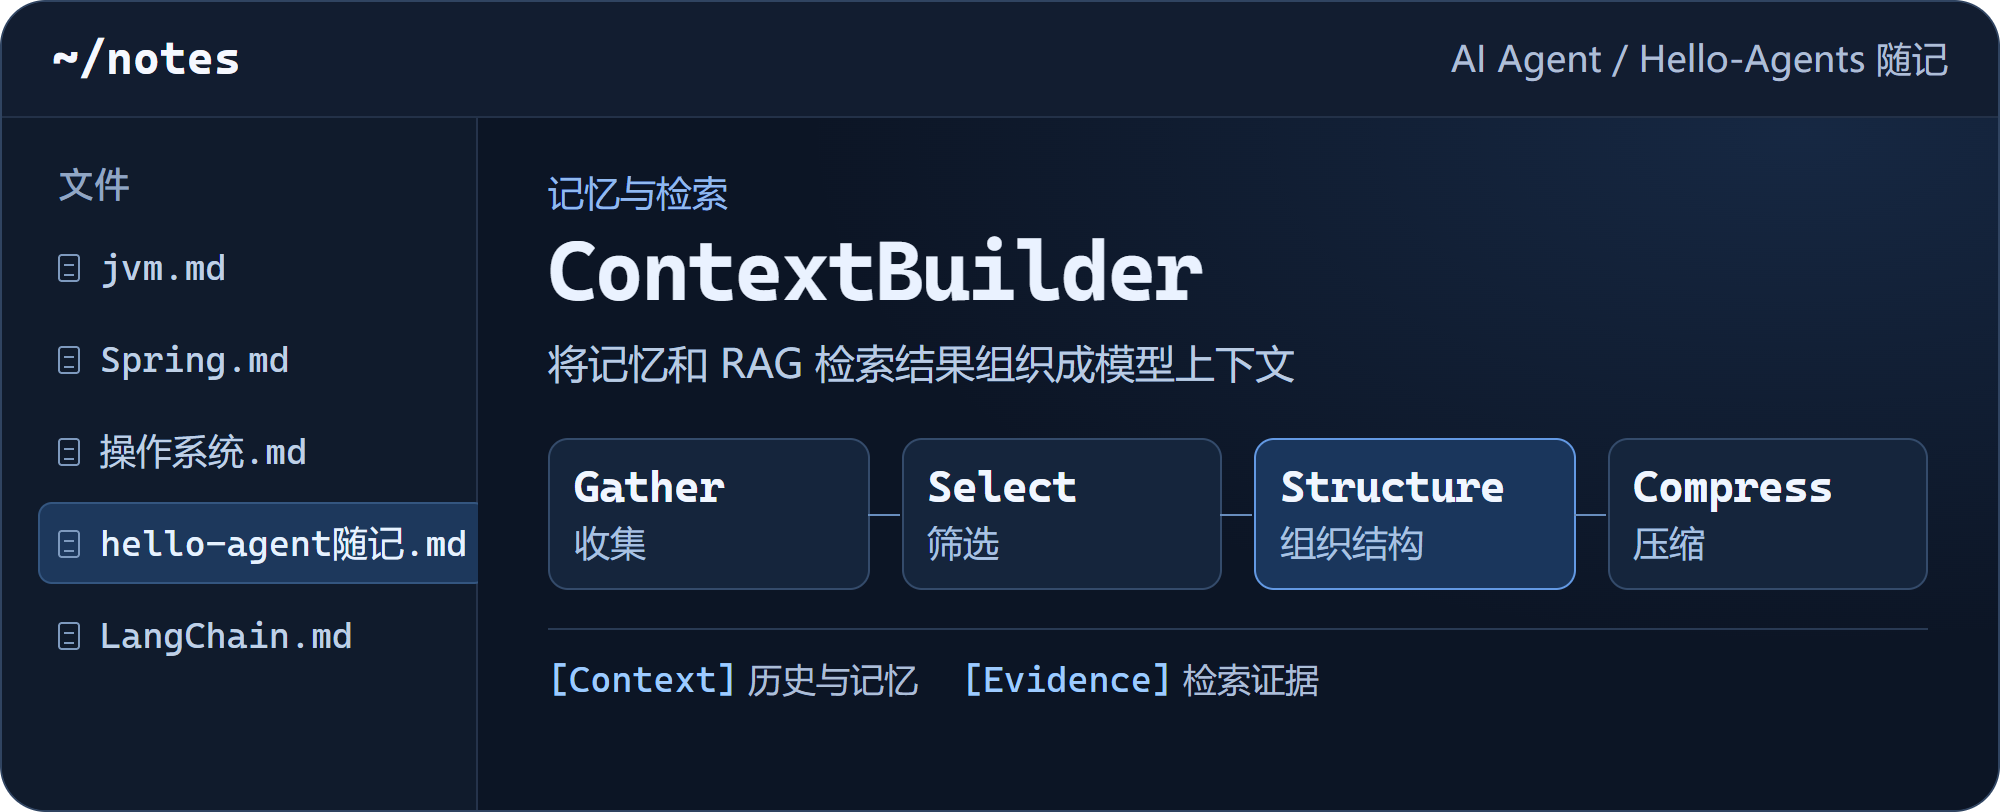 ~/notes
AI Agent / Hello-Agents 随记
文件
jvm.md
Spring.md
操作系统.md
hello-agent随记.md
LangChain.md
记忆与检索
ContextBuilder
将记忆和 RAG 检索结果组织成模型上下文
Gather
收集
Select
筛选
Structure
组织结构
Compress
压缩
[Context] 历史与记忆 [Evidence] 检索证据